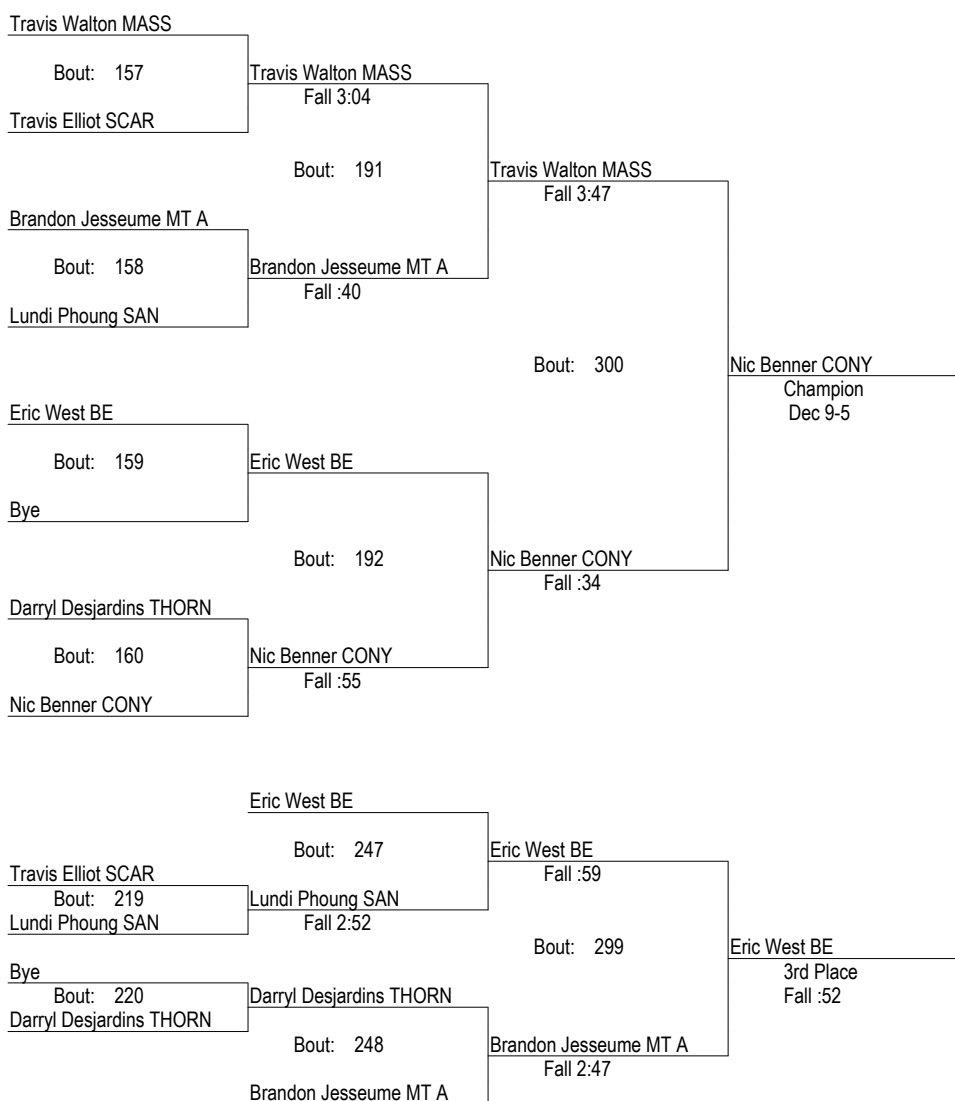 Travis Walton MASS
Bout: 157
Travis Walton MASS
Fall 3:04
Travis Elliot SCAR
Bout: 191
Travis Walton MASS
Fall 3:47
Brandon Jesseume MT A
Bout: 158
Brandon Jesseume MT A
Fall :40
Lundi Phoung SAN
Bout: 300
Nic Benner CONY
Champion
Dec 9-5
Eric West BE
Bout: 159
Eric West BE
Bye
Bout: 192
Nic Benner CONY
Fall :34
Darryl Desjardins THORN
Bout: 160
Nic Benner CONY
Fall :55
Nic Benner CONY
Eric West BE
Bout: 247
Eric West BE
Fall :59
Travis Elliot SCAR
Bout: 219
Lundi Phoung SAN
Lundi Phoung SAN
Fall 2:52
Bout: 299
Eric West BE
3rd Place
Fall :52
Bye
Bout: 220
Darryl Desjardins THORN
Darryl Desjardins THORN
Bout: 248
Brandon Jesseume MT A
Fall 2:47
Brandon Jesseume MT A